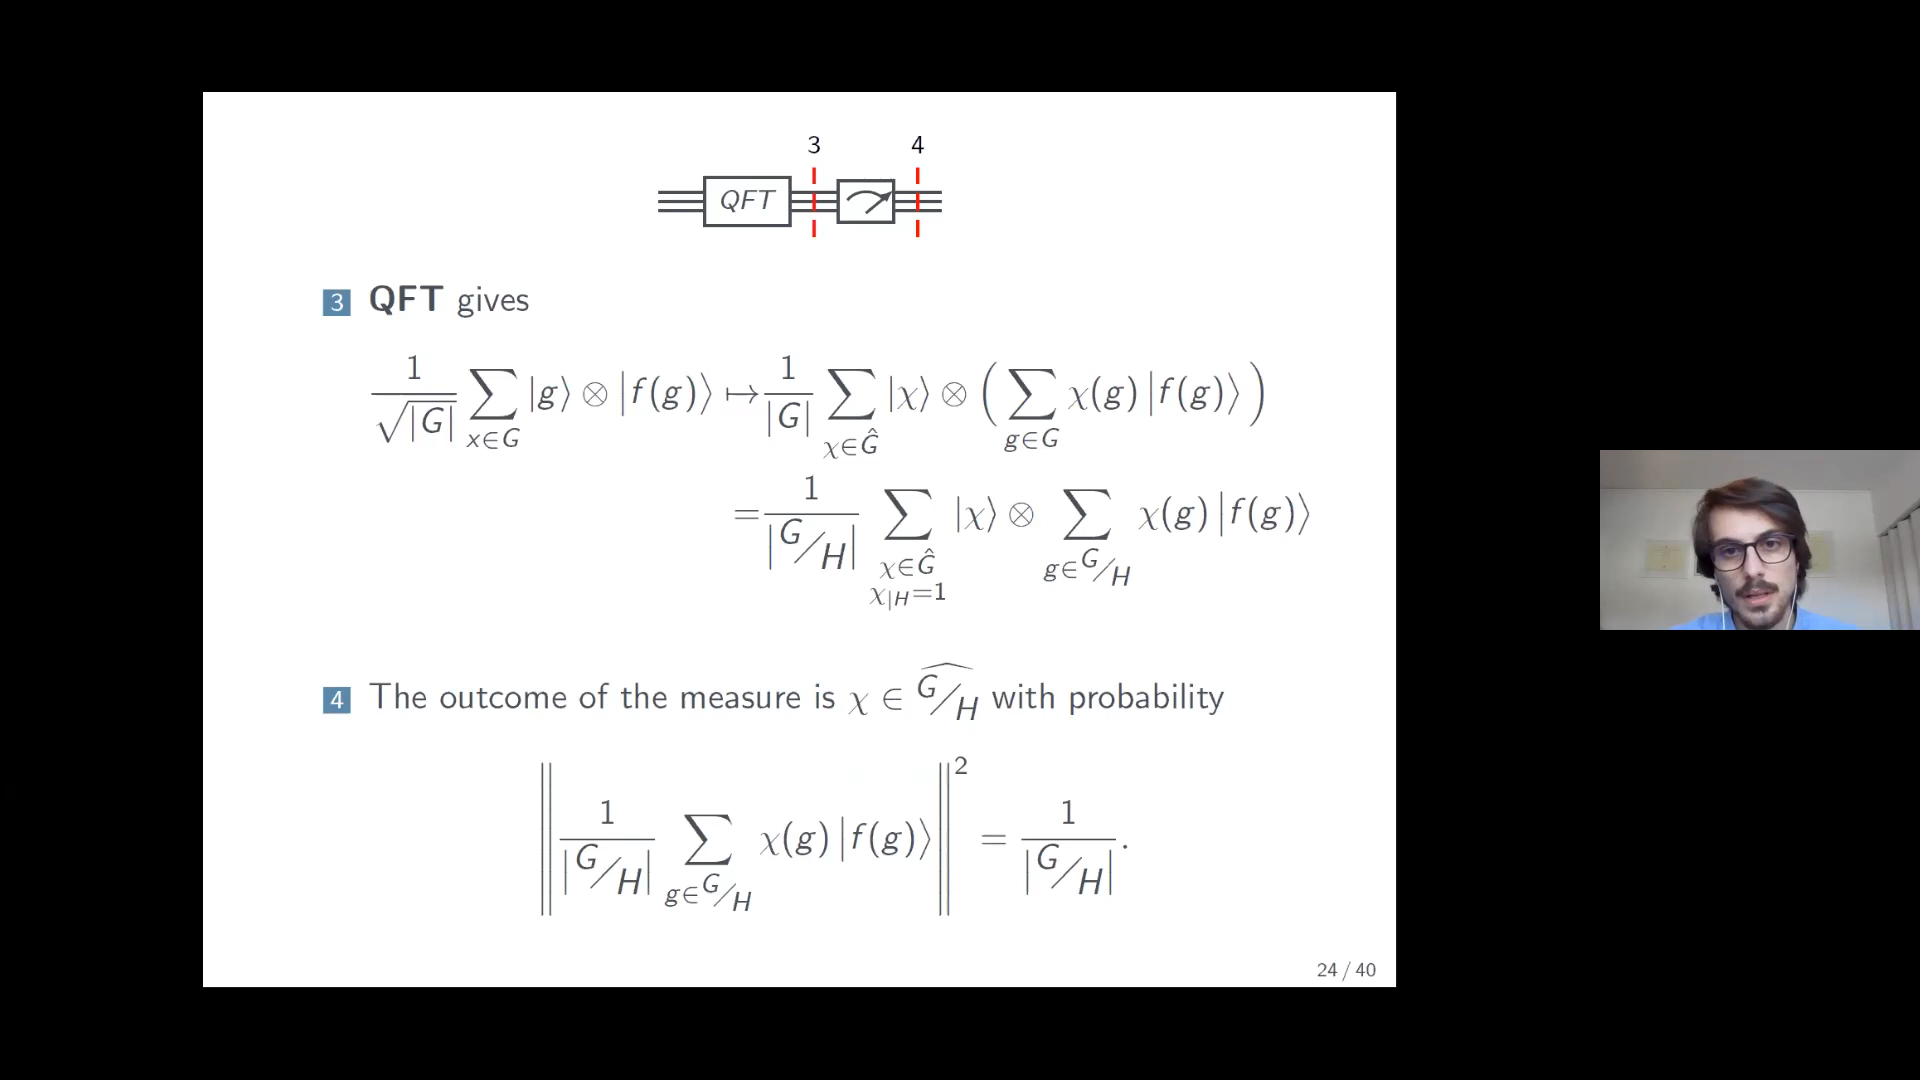 3 4
QFT
3 QFT gives
1/√|G| ∑_{x∈G} |g⟩ ⊗ |f(g)⟩ ↦ 1/|G| ∑_{χ∈Ĝ} |χ⟩ ⊗ ( ∑_{g∈G} χ(g) |f(g)⟩ )
= 1/|G/H| ∑_{χ∈Ĝ χ_{|H}=1} |χ⟩ ⊗ ∑_{g∈G/H} χ(g) |f(g)⟩
4 The outcome of the measure is χ ∈ \widehat{G/H} with probability
‖ 1/|G/H| ∑_{g∈G/H} χ(g) |f(g)⟩ ‖² = 1/|G/H| .
24 / 40